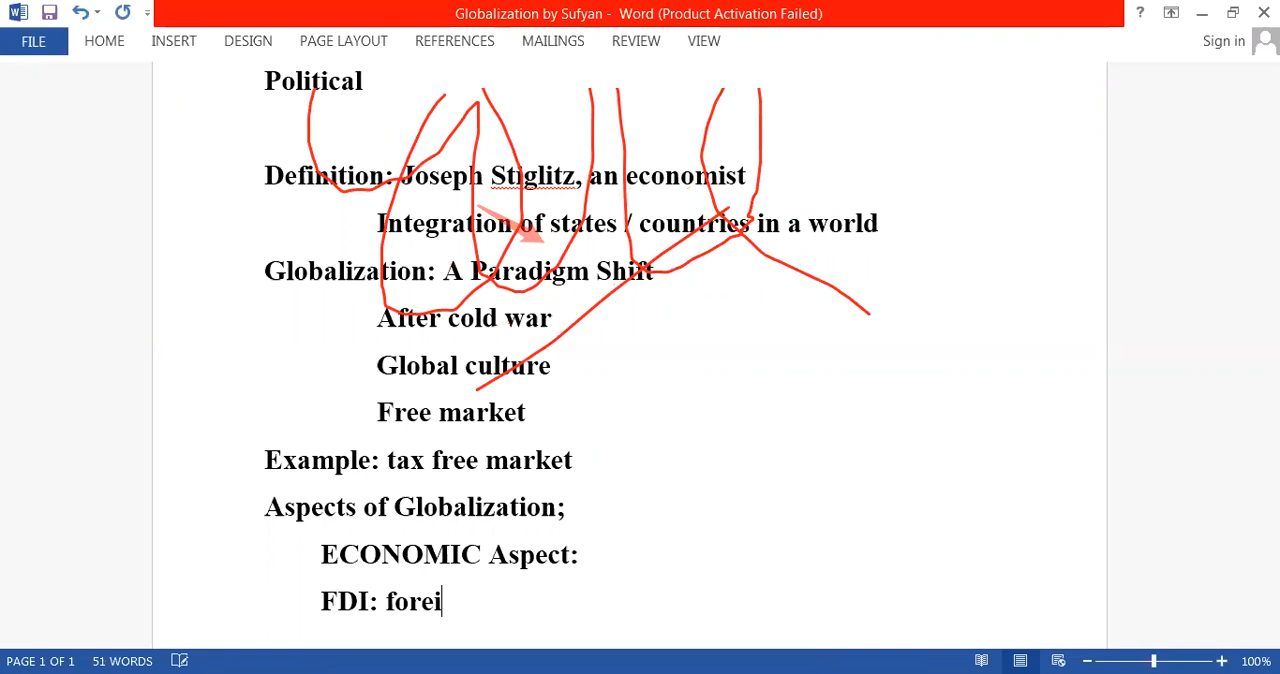 Globalization by Sufyan - Word (Product Activation Failed)
?
FILE HOME INSERT DESIGN PAGE LAYOUT REFERENCES MAILINGS REVIEW VIEW Sign in
Political
Definition: Joseph Stiglitz, an economist
Integration of states / countries in a world
Globalization: A Paradigm Shift
After cold war
Global culture
Free market
Example: tax free market
Aspects of Globalization;
ECONOMIC Aspect:
FDI: forei
PAGE 1 OF 1 51 WORDS 100%